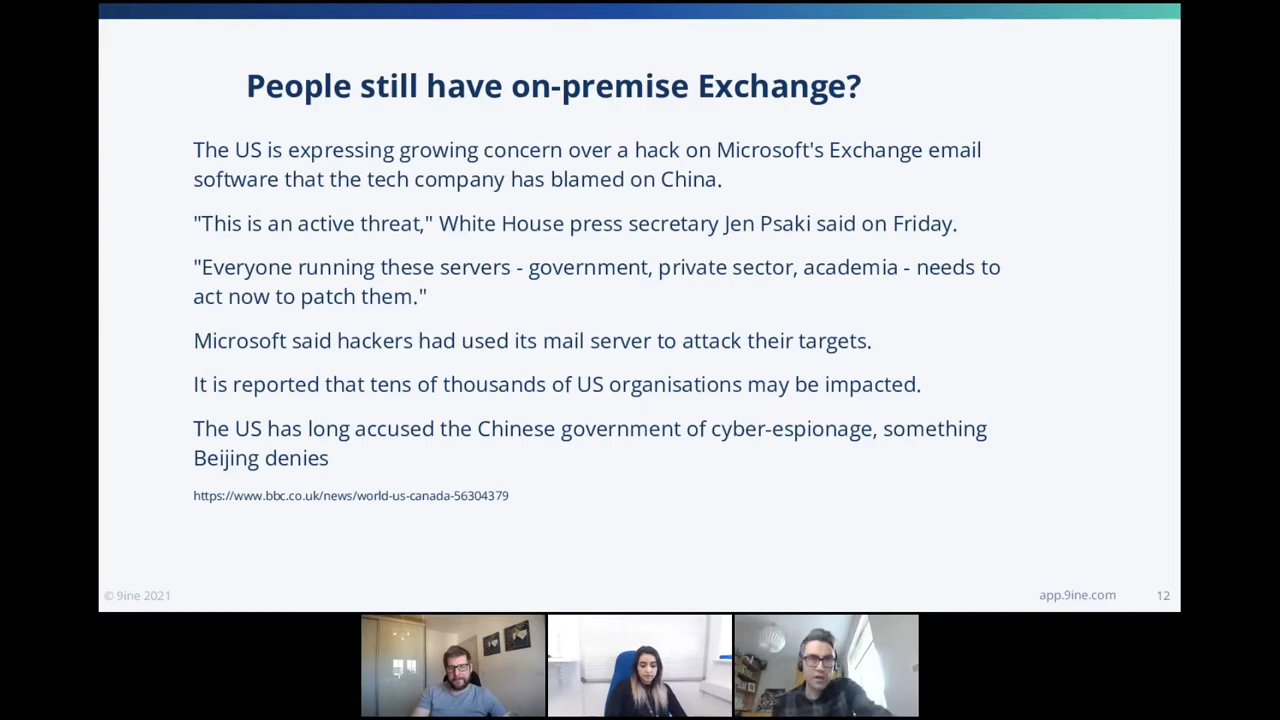 People still have on-premise Exchange?
The US is expressing growing concern over a hack on Microsoft's Exchange email
software that the tech company has blamed on China.
"This is an active threat," White House press secretary Jen Psaki said on Friday.
"Everyone running these servers - government, private sector, academia - needs to
act now to patch them."
Microsoft said hackers had used its mail server to attack their targets.
It is reported that tens of thousands of US organisations may be impacted.
The US has long accused the Chinese government of cyber-espionage, something
Beijing denies
https://www.bbc.co.uk/news/world-us-canada-56304379
© 9ine 2021
app.9ine.com
12